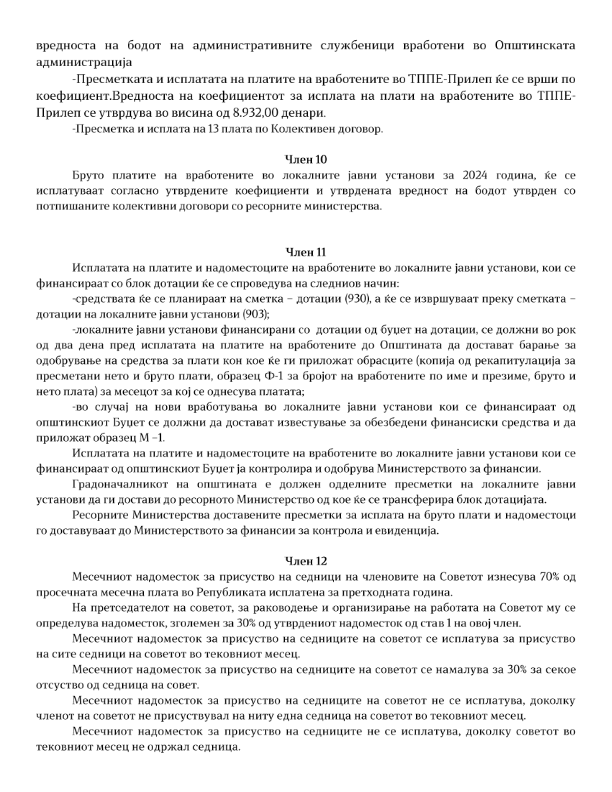 вредноста на бодот на административните службеници вработени во Општинската
администрација
-Пресметката и исплатата на платите на вработените во ТППЕ-Прилеп ќе се врши по
коефициент.Вредноста на коефициентот за исплата на плати на вработените во ТППЕ-
Прилеп се утврдува во висина од 8.932,00 денари.
-Пресметка и исплата на 13 плата по Колективен договор.
Член 10
Бруто платите на вработените во локалните јавни установи за 2024 година, ќе се
исплатуваат согласно утврдените коефициенти и утврдената вредност на бодот утврден со
потпишаните колективни договори со ресорните министерства.
Член 11
Исплатата на платите и надоместоците на вработените во локалните јавни установи, кои се
финансираат со блок дотации ќе се спроведува на следниов начин:
-средствата ќе се планираат на сметка – дотации (930), а ќе се извршуваат преку сметката –
дотации на локалните јавни установи (903);
-локалните јавни установи финансирани со дотации од буџет на дотации, се должни во рок
од два дена пред исплатата на платите на вработените до Општината да достават барање за
одобрување на средства за плати кон кое ќе ги приложат обрасците (копија од рекапитулација за
пресметани нето и бруто плати, образец Ф-1 за бројот на вработените по име и презиме, бруто и
нето плата) за месецот за кој се однесува платата;
-во случај на нови вработувања во локалните јавни установи кои се финансираат од
општинскиот Буџет се должни да достават известување за обезбедени финансиски средства и да
приложат образец М –1.
Исплатата на платите и надоместоците на вработените во локалните јавни установи кои се
финансираат од општинскиот Буџет ја контролира и одобрува Министерството за финансии.
Градоначалникот на општината е должен одделните пресметки на локалните јавни
установи да ги достави до ресорното Министерство од кое ќе се трансферира блок дотацијата.
Ресорните Министерства доставените пресметки за исплата на бруто плати и надоместоци
го доставуваат до Министерството за финансии за контрола и евиденција.
Член 12
Месечниот надоместок за присуство на седници на членовите на Советот изнесува 70% од
просечната месечна плата во Републиката исплатена за претходната година.
На претседателот на советот, за раководење и организирање на работата на Советот му се
определува надоместок, зголемен за 30% од утврдениот надоместок од став 1 на овој член.
Месечниот надоместок за присуство на седниците на советот се исплатува за присуство
на сите седници на советот во тековниот месец.
Месечниот надоместок за присуство на седниците на советот се намалува за 30% за секое
отсуство од седница на совет.
Месечниот надоместок за присуство на седниците на советот не се исплатува, доколку
членот на советот не присуствувал на ниту една седница на советот во тековниот месец.
Месечниот надоместок за присуство на седниците не се исплатува, доколку советот во
тековниот месец не одржал седница.